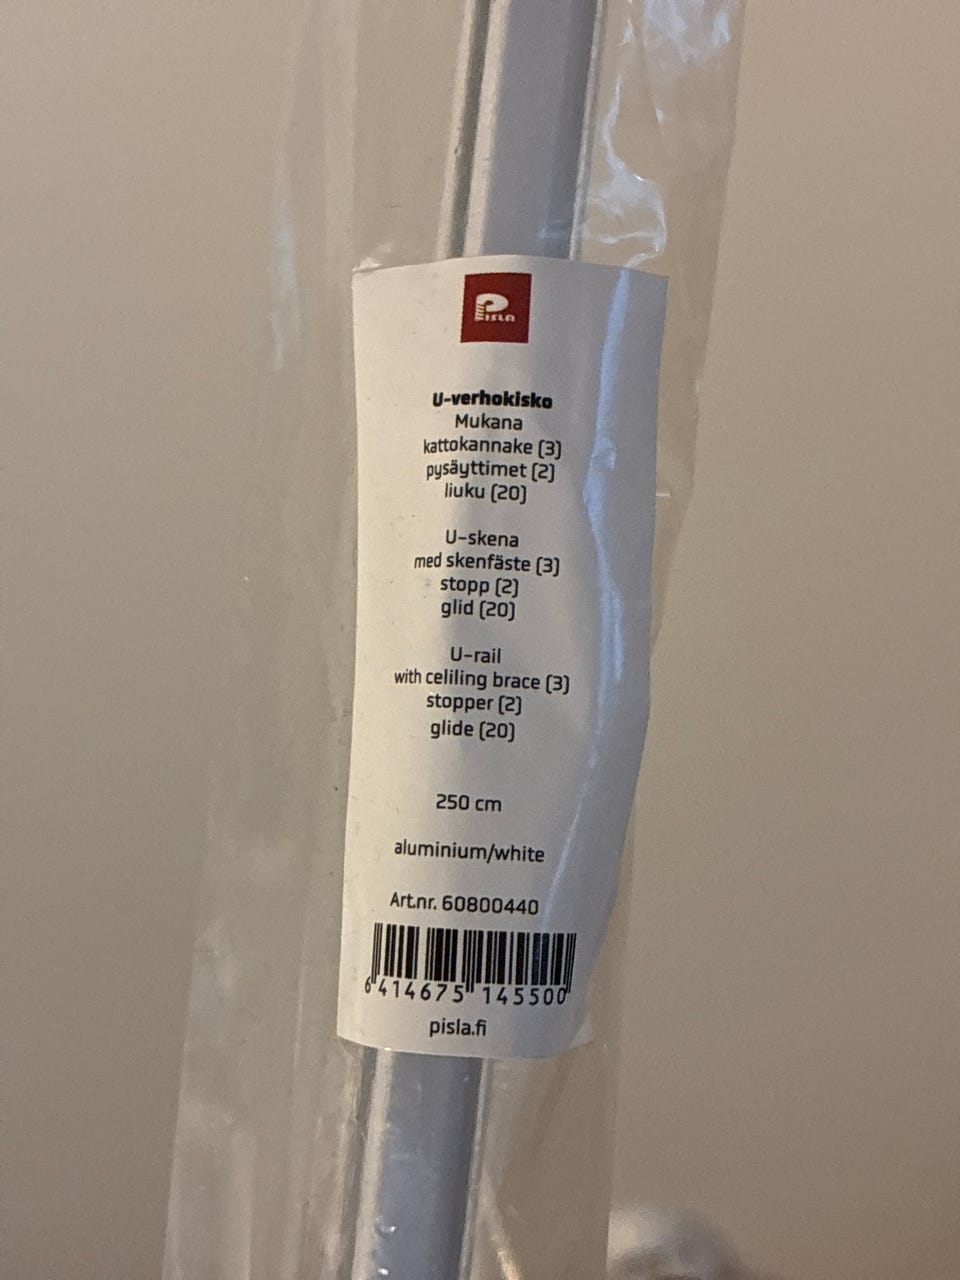 PISLA
U-verhokisko
Mukana
kattokannake (3)
pysäyttimet (2)
liuku (20)
U-skena
med skenfäste (3)
stopp (2)
glid (20)
U-rail
with celiling brace (3)
stopper (2)
glide (20)
250 cm
aluminium/white
Art.nr. 60800440
6 414675 145500
pisla.fi